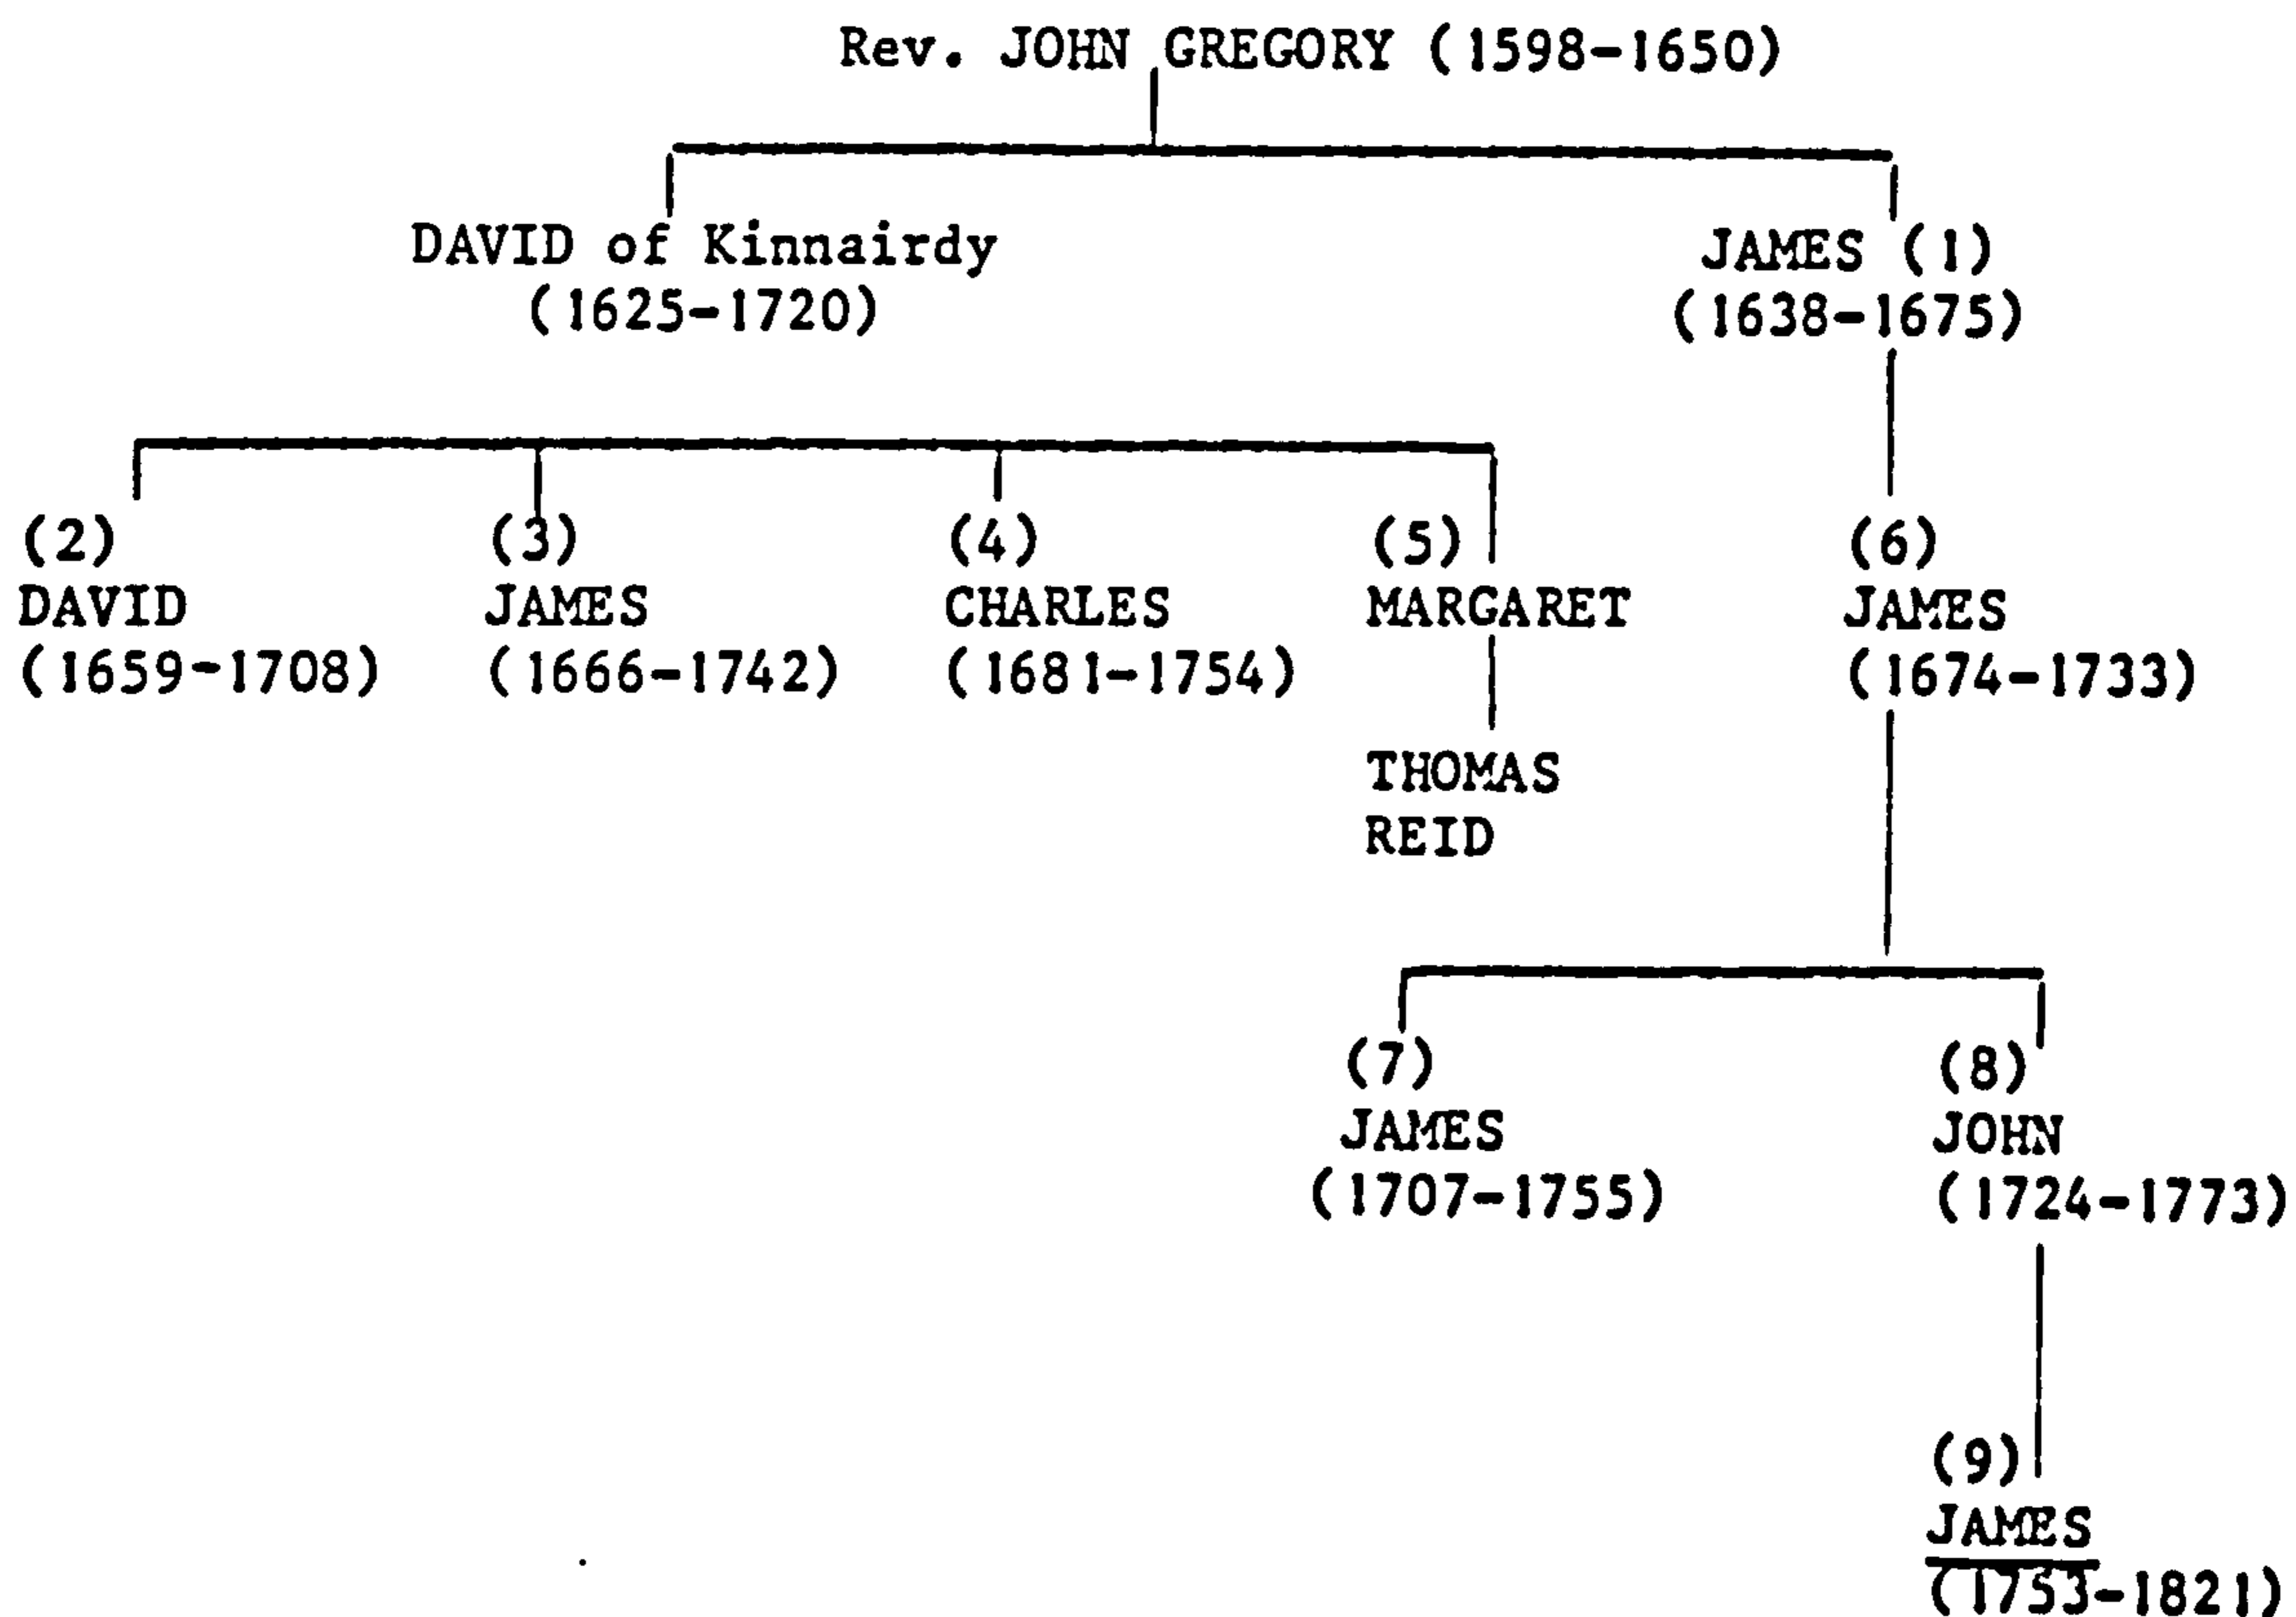 Rev. JOHN GREGORY (1598-1650)
DAVID of Kinnairdy
(1625-1720)
JAMES (1)
(1638-1675)
(2)
DAVID
(1659-1708)
(3)
JAMES
(1666-1742)
(4)
CHARLES
(1681-1754)
(5)
MARGARET
THOMAS
REID
(6)
JAMES
(1674-1733)
(7)
JAMES
(1707-1755)
(8)
JOHN
(1724-1773)
(9)
JAMES
(1753-1821)